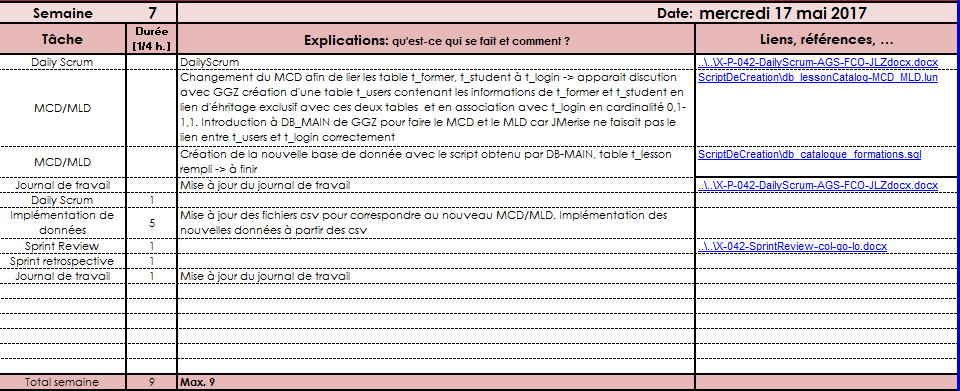 Semaine 7 Date: mercredi 17 mai 2017
Tâche Durée [1/4 h.] Explications: qu'est-ce qui se fait et comment ? Liens, références, …
Daily Scrum DailyScrum ..\..\X-P-042-DailyScrum-AGS-FCO-JLZdocx.docx
MCD/MLD
Changement du MCD afin de lier les table t_former, t_student à t_login -> apparait discution
avec GGZ création d'une table t_users contenant les informations de t_former et t_student en
lien d'éhritage exclusif avec ces deux tables et en association avec t_login en cardinalité 0,1-
1,1. Introduction à DB_MAIN de GGZ pour faire le MCD et le MLD car JMerise ne faisait pas le
lien entre t_users et t_login correctement
ScriptDeCreation\db_lessonCatalog-MCD_MLD.lun
MCD/MLD
Création de la nouvelle base de donnée avec le script obtenu par DB-MAIN, table t_lesson
rempli -> à finir
ScriptDeCreation\db_catalogue_formations.sql
Journal de travail Mise à jour du journal de travail ..\..\X-P-042-DailyScrum-AGS-FCO-JLZdocx.docx
Daily Scrum 1
Implémentation de
données
5
Mise à jour des fichiers csv pour correspondre au nouveau MCD/MLD. Implémentation des
nouvelles données à partir des csv
Sprint Review 1 ..\..\X-042-SprintReview-col-go-lo.docx
Sprint retrospective 1
Journal de travail 1 Mise à jour du journal de travail
Total semaine 9 Max. 9